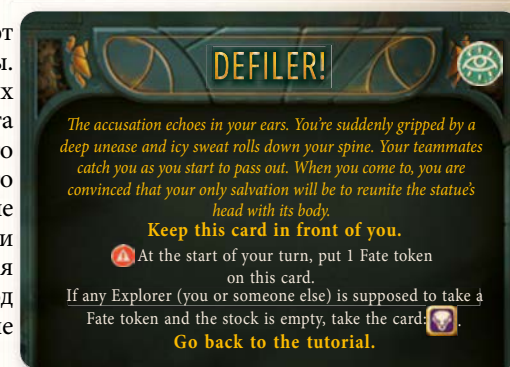 DEFILER!
The accusation echoes in your ears. You're suddenly gripped by a
deep unease and icy sweat rolls down your spine. Your teammates
catch you as you start to pass out. When you come to, you are
convinced that your only salvation will be to reunite the statue's
head with its body.
Keep this card in front of you.
At the start of your turn, put 1 Fate token
on this card.
If any Explorer (you or someone else) is supposed to take a
Fate token and the stock is empty, take the card: .
Go back to the tutorial.